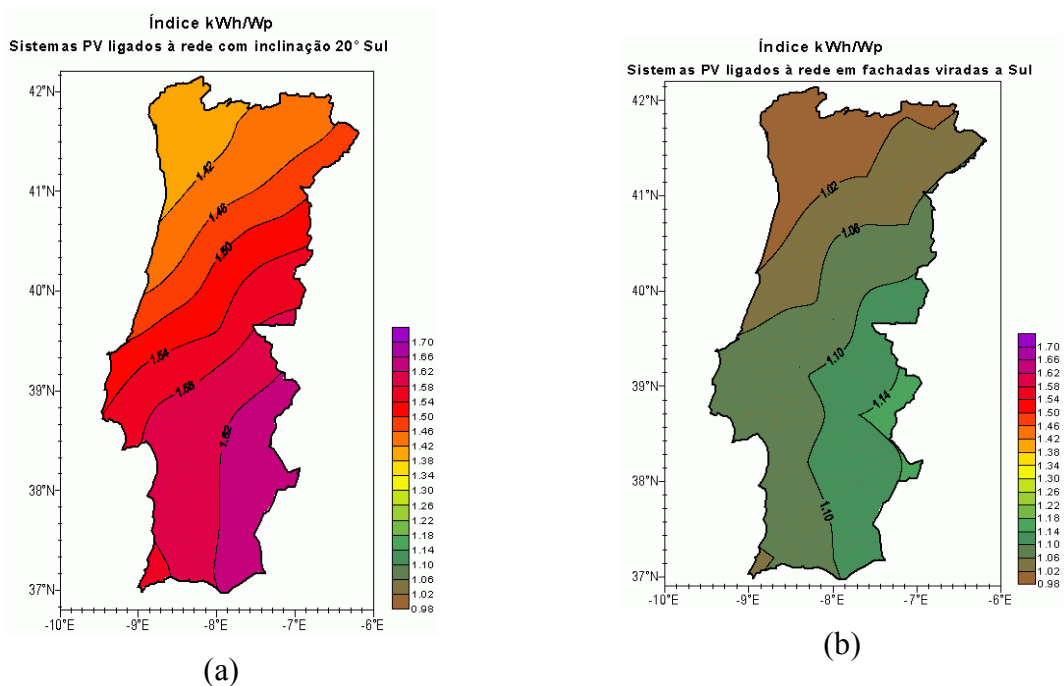 Índice kWh/Wp
Sistemas PV ligados à rede com inclinação 20° Sul
42°N
41°N
40°N
39°N
38°N
37°N
-10°E
-9°E
-8°E
-7°E
-6°E
1.42
1.46
1.50
1.54
1.58
1.62
1.70
1.66
1.62
1.58
1.54
1.50
1.46
1.42
1.38
1.34
1.30
1.26
1.22
1.18
1.14
1.10
1.06
1.02
0.98
(a)
Índice kWh/Wp
Sistemas PV ligados à rede em fachadas viradas a Sul
42°N
41°N
40°N
39°N
38°N
37°N
-10°E
-9°E
-8°E
-7°E
-6°E
1.02
1.06
1.10
1.14
1.10
1.70
1.66
1.62
1.58
1.54
1.50
1.46
1.42
1.38
1.34
1.30
1.26
1.22
1.18
1.14
1.10
1.06
1.02
0.98
(b)